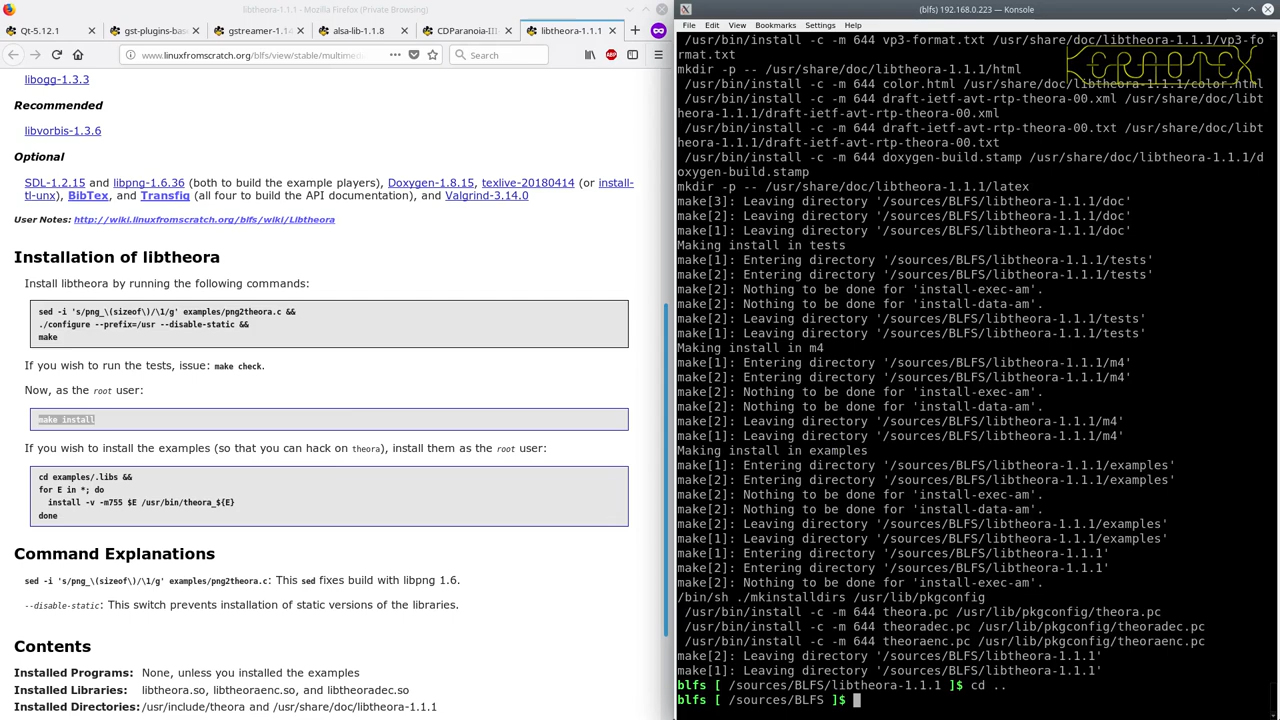 libtheora-1.1.1 - Mozilla Firefox (Private Browsing)
Qt-5.12.1
gst-plugins-bas
gstreamer-1.14
alsa-lib-1.1.8
CDParanoia-III
libtheora-1.1.1
www.linuxfromscratch.org/blfs/view/stable/multimed
Search
libogg-1.3.3
Recommended
libvorbis-1.3.6
Optional
SDL-1.2.15 and libpng-1.6.36 (both to build the example players), Doxygen-1.8.15, texlive-20180414 (or install-
tl-unx), BibTex, and Transfig (all four to build the API documentation), and Valgrind-3.14.0
User Notes: http://wiki.linuxfromscratch.org/blfs/wiki/Libtheora
Installation of libtheora
Install libtheora by running the following commands:
sed -i 's/png_\(sizeof\)/\1/g' examples/png2theora.c &&
./configure --prefix=/usr --disable-static &&
make
If you wish to run the tests, issue: make check.
Now, as the root user:
make install
If you wish to install the examples (so that you can hack on theora), install them as the root user:
cd examples/.libs &&
for E in *; do
install -v -m755 $E /usr/bin/theora_${E}
done
Command Explanations
sed -i 's/png_\(sizeof\)/\1/g' examples/png2theora.c: This sed fixes build with libpng 1.6.
--disable-static: This switch prevents installation of static versions of the libraries.
Contents
Installed Programs: None, unless you installed the examples
Installed Libraries: libtheora.so, libtheoraenc.so, and libtheoradec.so
Installed Directories: /usr/include/theora and /usr/share/doc/libtheora-1.1.1
(blfs) 192.168.0.223 — Konsole
File Edit View Bookmarks Settings Help
/usr/bin/install -c -m 644 vp3-format.txt /usr/share/doc/libtheora-1.1.1/vp3-fo
rmat.txt
mkdir -p -- /usr/share/doc/libtheora-1.1.1/html
/usr/bin/install -c -m 644 color.html /usr/share/doc/libtheora-1.1.1/color.html
/usr/bin/install -c -m 644 draft-ietf-avt-rtp-theora-00.xml /usr/share/doc/libt
heora-1.1.1/draft-ietf-avt-rtp-theora-00.xml
/usr/bin/install -c -m 644 draft-ietf-avt-rtp-theora-00.txt /usr/share/doc/libt
heora-1.1.1/draft-ietf-avt-rtp-theora-00.txt
/usr/bin/install -c -m 644 doxygen-build.stamp /usr/share/doc/libtheora-1.1.1/d
oxygen-build.stamp
mkdir -p -- /usr/share/doc/libtheora-1.1.1/latex
make[3]: Leaving directory '/sources/BLFS/libtheora-1.1.1/doc'
make[2]: Leaving directory '/sources/BLFS/libtheora-1.1.1/doc'
make[1]: Leaving directory '/sources/BLFS/libtheora-1.1.1/doc'
Making install in tests
make[1]: Entering directory '/sources/BLFS/libtheora-1.1.1/tests'
make[2]: Entering directory '/sources/BLFS/libtheora-1.1.1/tests'
make[2]: Nothing to be done for 'install-exec-am'.
make[2]: Nothing to be done for 'install-data-am'.
make[2]: Leaving directory '/sources/BLFS/libtheora-1.1.1/tests'
make[1]: Leaving directory '/sources/BLFS/libtheora-1.1.1/tests'
Making install in m4
make[1]: Entering directory '/sources/BLFS/libtheora-1.1.1/m4'
make[2]: Entering directory '/sources/BLFS/libtheora-1.1.1/m4'
make[2]: Nothing to be done for 'install-exec-am'.
make[2]: Nothing to be done for 'install-data-am'.
make[2]: Leaving directory '/sources/BLFS/libtheora-1.1.1/m4'
make[1]: Leaving directory '/sources/BLFS/libtheora-1.1.1/m4'
Making install in examples
make[1]: Entering directory '/sources/BLFS/libtheora-1.1.1/examples'
make[2]: Entering directory '/sources/BLFS/libtheora-1.1.1/examples'
make[2]: Nothing to be done for 'install-exec-am'.
make[2]: Nothing to be done for 'install-data-am'.
make[2]: Leaving directory '/sources/BLFS/libtheora-1.1.1/examples'
make[1]: Leaving directory '/sources/BLFS/libtheora-1.1.1/examples'
make[1]: Entering directory '/sources/BLFS/libtheora-1.1.1'
make[2]: Entering directory '/sources/BLFS/libtheora-1.1.1'
make[2]: Nothing to be done for 'install-exec-am'.
/bin/sh ./mkinstalldirs /usr/lib/pkgconfig
/usr/bin/install -c -m 644 theora.pc /usr/lib/pkgconfig/theora.pc
/usr/bin/install -c -m 644 theoradec.pc /usr/lib/pkgconfig/theoradec.pc
/usr/bin/install -c -m 644 theoraenc.pc /usr/lib/pkgconfig/theoraenc.pc
make[2]: Leaving directory '/sources/BLFS/libtheora-1.1.1'
make[1]: Leaving directory '/sources/BLFS/libtheora-1.1.1'
blfs [ /sources/BLFS/libtheora-1.1.1 ]$ cd ..
blfs [ /sources/BLFS ]$